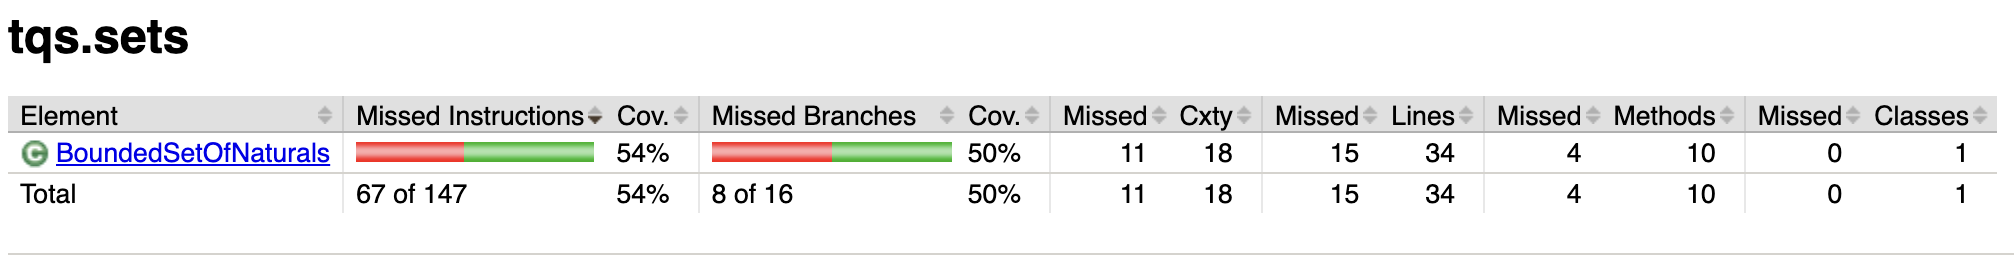 tqs.sets
Element Missed Instructions Cov. Missed Branches Cov. Missed Cxty Missed Lines Missed Methods Missed Classes
C BoundedSetOfNaturals 54% 50% 11 18 15 34 4 10 0 1
Total 67 of 147 54% 8 of 16 50% 11 18 15 34 4 10 0 1